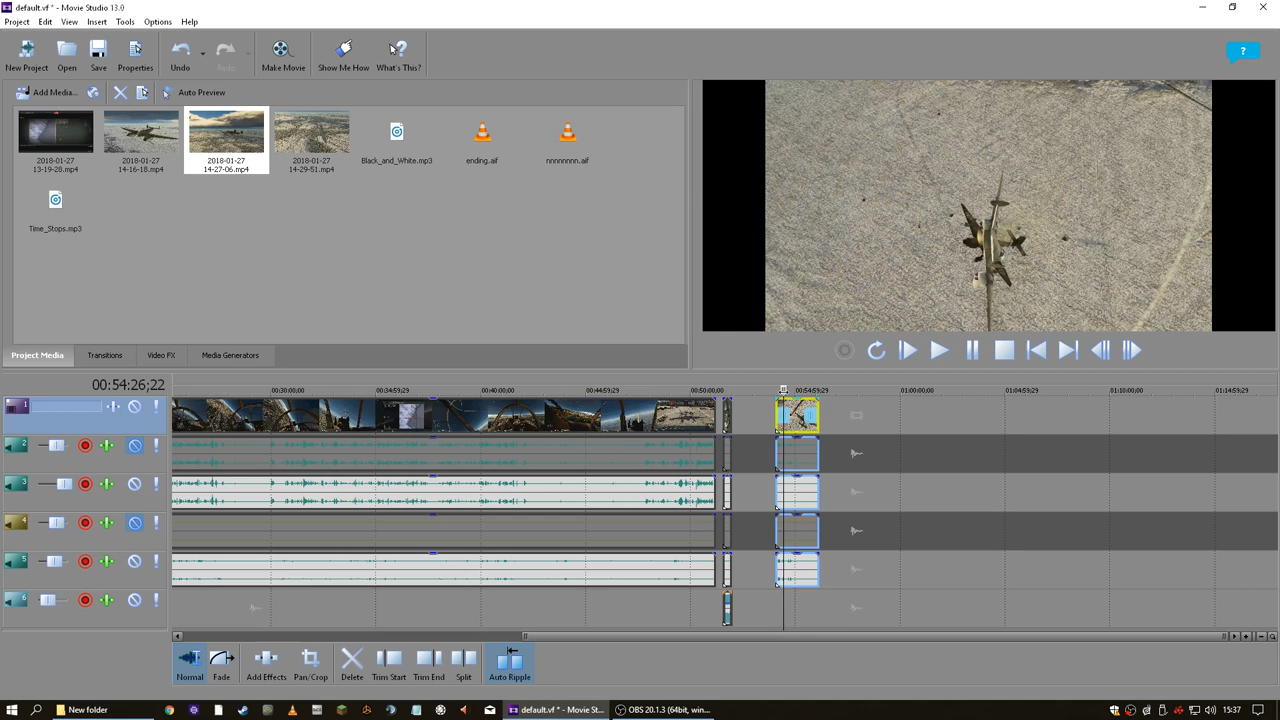 default.vf * - Movie Studio 13.0
Project Edit View Insert Tools Options Help
New Project Open Save Properties Undo Redo Make Movie Show Me How What's This?
?
Add Media... Auto Preview
2018-01-27
13-19-28.mp4
2018-01-27
14-16-18.mp4
2018-01-27
14-27-06.mp4
2018-01-27
14-29-51.mp4
Black_and_White.mp3
ending.aif
nnnnnnnn.aif
Time_Stops.mp3
Project Media Transitions Video FX Media Generators
00:54:26;22
00:30:00;00 00:34:59;29 00:40:00;00 00:44:59;29 00:50:00;00 00:54:59;29 01:00:00;00 01:04:59;29 01:10:00;00 01:14:59;29
1
2
3
4
5
6
Normal Fade Add Effects Pan/Crop Delete Trim Start Trim End Split Auto Ripple
New folder default.vf * - Movie St... OBS 20.1.3 (64bit, win... 15:37